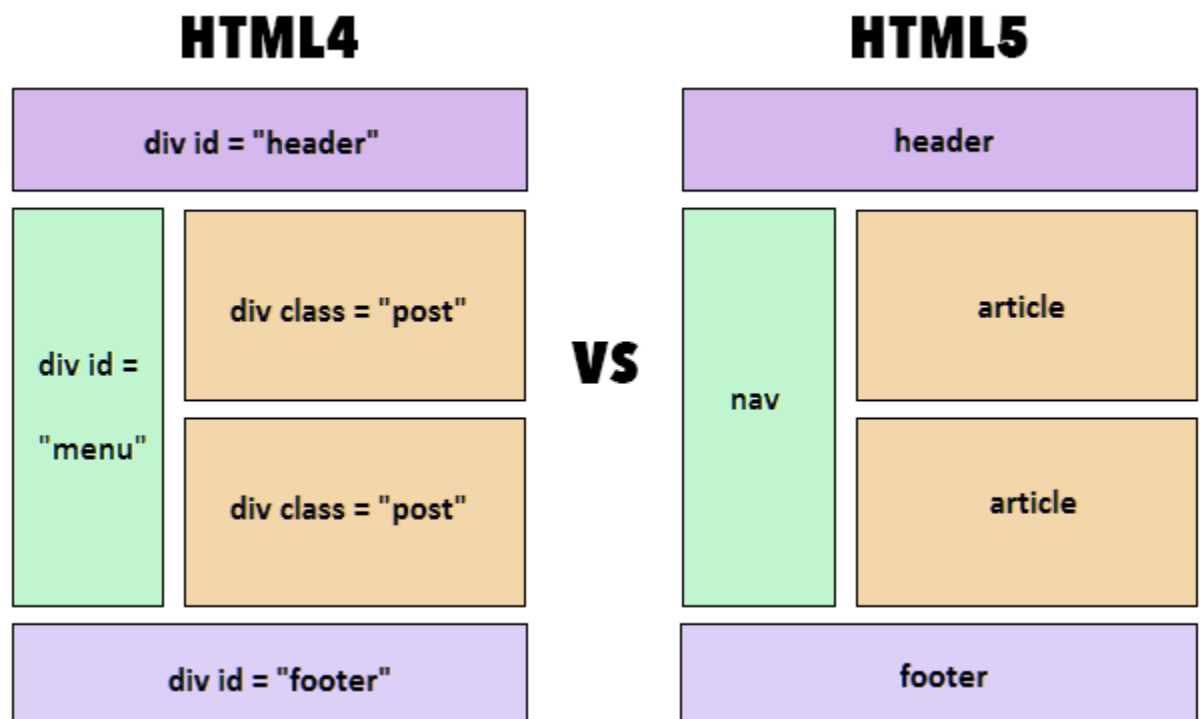 HTML4
div id = "header"
div id =
"menu"
div class = "post"
div class = "post"
div id = "footer"
VS
HTML5
header
nav
article
article
footer